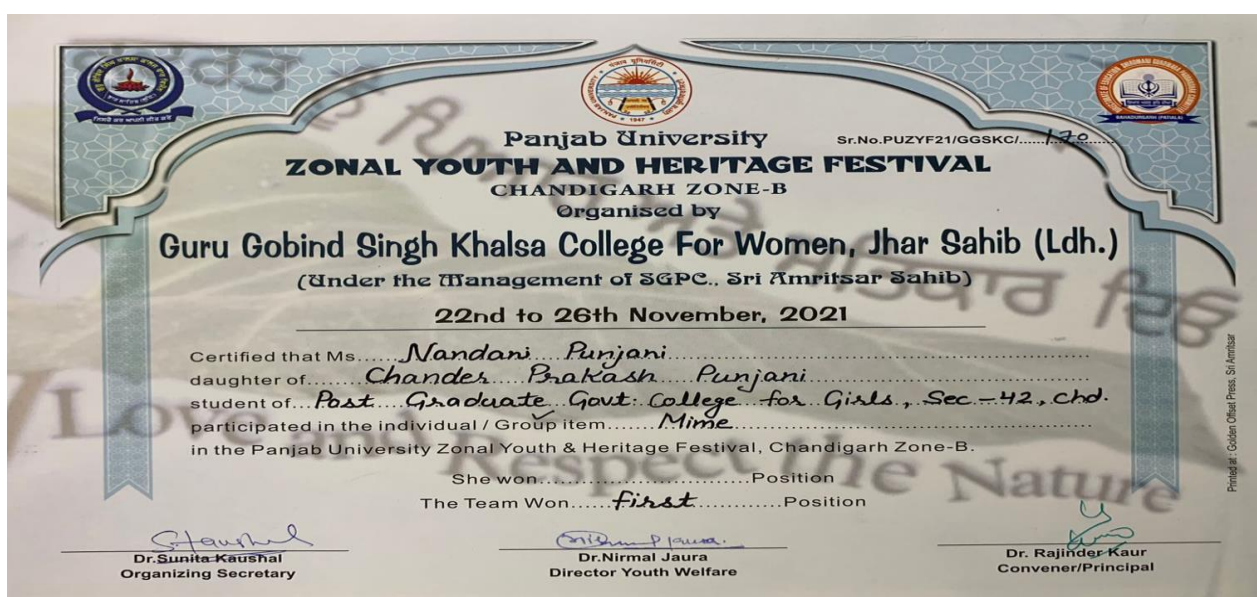 Panjab University
Sr.No.PUZYF21/GGSKC/......170......
ZONAL YOUTH AND HERITAGE FESTIVAL
CHANDIGARH ZONE-B
Organised by
Guru Gobind Singh Khalsa College For Women, Jhar Sahib (Ldh.)
(Under the Management of SGPC., Sri Amritsar Sahib)
22nd to 26th November, 2021
Certified that Ms......Nandani Punjani......
daughter of......Chander Prakash Punjani......
student of...Post Graduate Govt. College for Girls, Sec-42, chd.
participated in the individual / Group item......Mime......
in the Panjab University Zonal Youth & Heritage Festival, Chandigarh Zone-B.
She won..............................Position
The Team Won......first............Position
Love and Respect The Nature
Dr.Sunita Kaushal
Organizing Secretary
Dr.Nirmal Jaura
Director Youth Welfare
Dr. Rajinder Kaur
Convener/Principal
Printed at : Golden Offset Press, Sri Amritsar